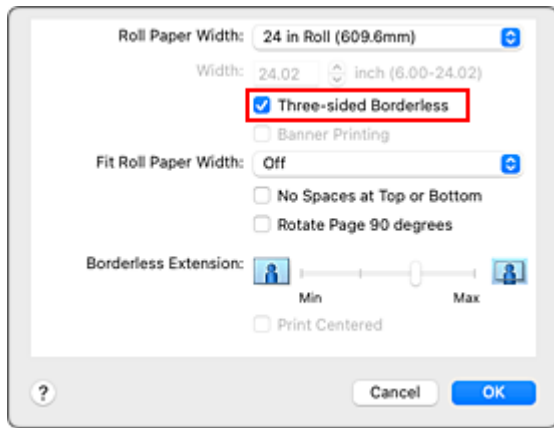 Roll Paper Width: 24 in Roll (609.6mm)
Width: 24.02 inch (6.00-24.02)
Three-sided Borderless
Banner Printing
Fit Roll Paper Width: Off
No Spaces at Top or Bottom
Rotate Page 90 degrees
Borderless Extension:
Min Max
Print Centered
? Cancel OK